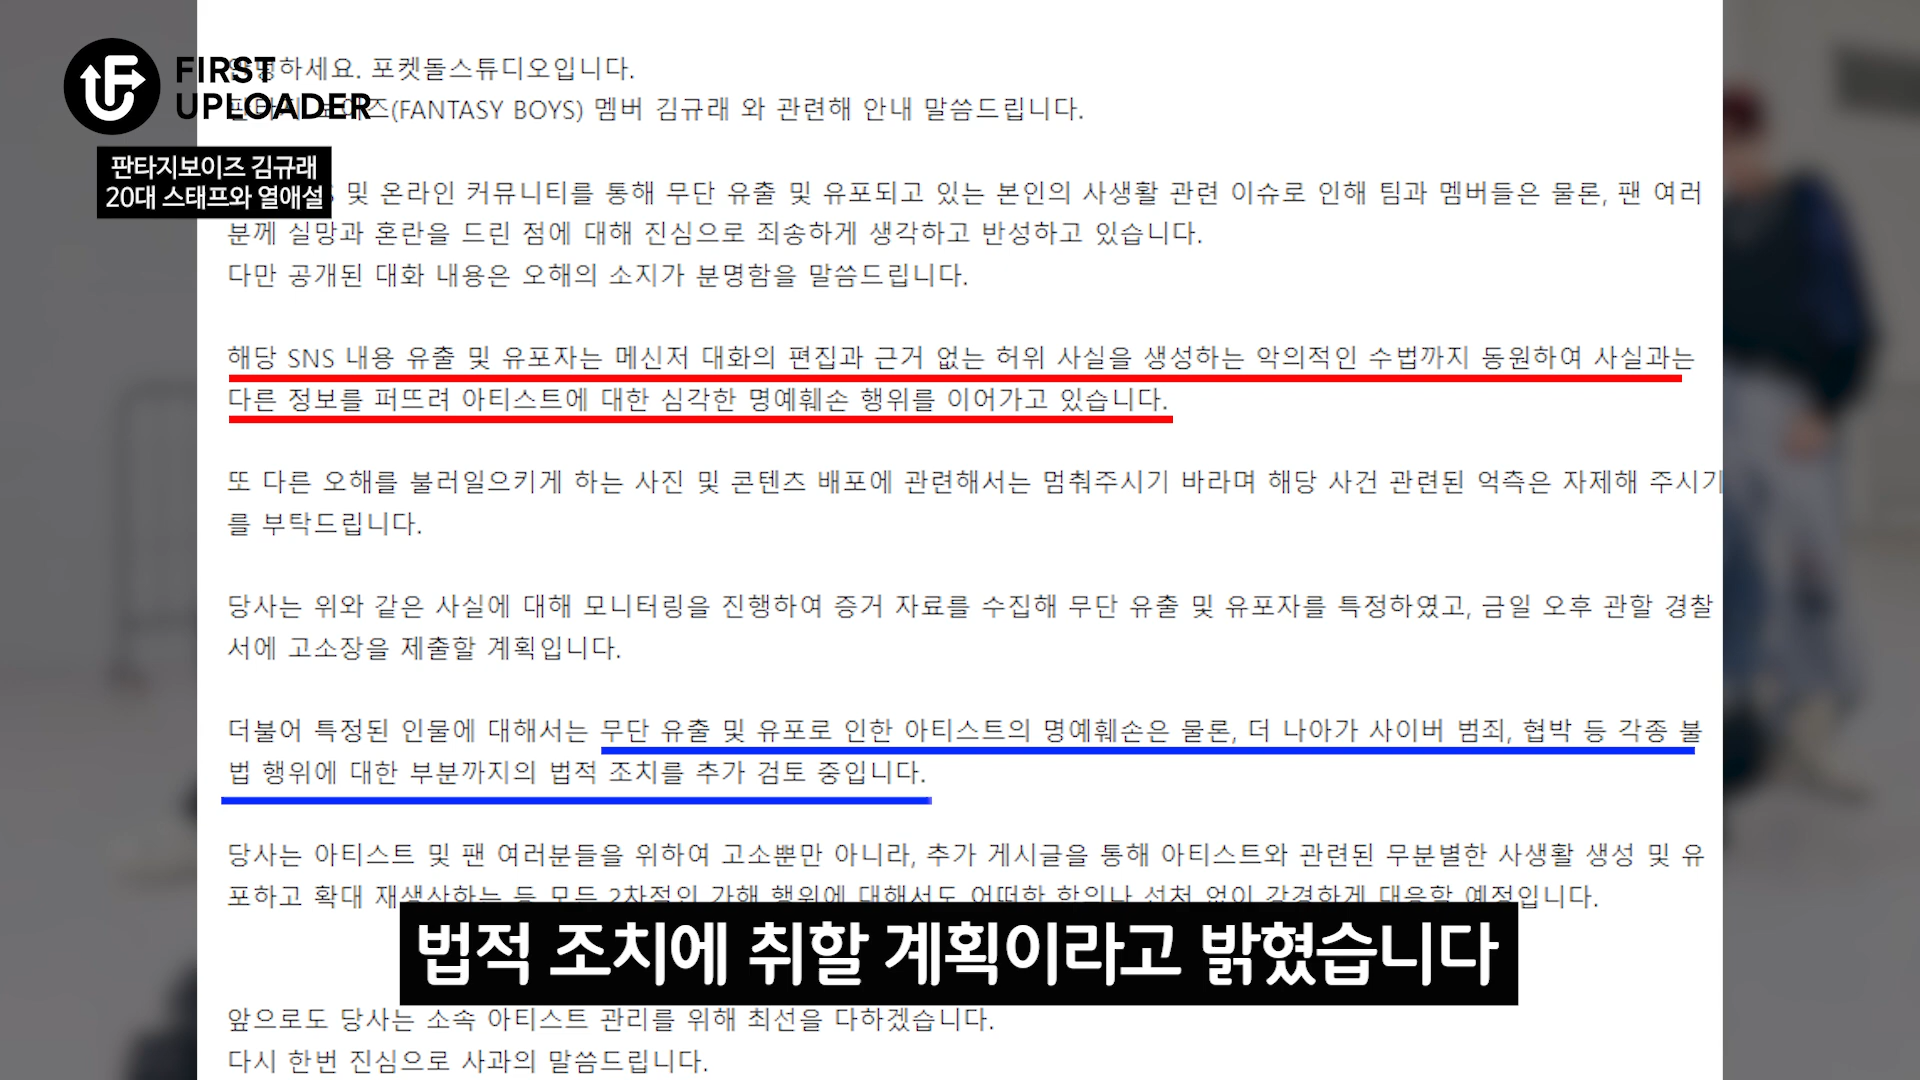 FIRST
UPLOADER
판타지보이즈 김규래
20대 스태프와 열애설
안녕하세요. 포켓돌스튜디오입니다.
판타지 보이즈(FANTASY BOYS) 멤버 김규래 와 관련해 안내 말씀드립니다.
및 온라인 커뮤니티를 통해 무단 유출 및 유포되고 있는 본인의 사생활 관련 이슈로 인해 팀과 멤버들은 물론, 팬 여러
분께 실망과 혼란을 드린 점에 대해 진심으로 죄송하게 생각하고 반성하고 있습니다.
다만 공개된 대화 내용은 오해의 소지가 분명함을 말씀드립니다.
해당 SNS 내용 유출 및 유포자는 메신저 대화의 편집과 근거 없는 허위 사실을 생성하는 악의적인 수법까지 동원하여 사실과는
다른 정보를 퍼뜨려 아티스트에 대한 심각한 명예훼손 행위를 이어가고 있습니다.
또 다른 오해를 불러일으키게 하는 사진 및 콘텐츠 배포에 관련해서는 멈춰주시기 바라며 해당 사건 관련된 억측은 자제해 주시기
를 부탁드립니다.
당사는 위와 같은 사실에 대해 모니터링을 진행하여 증거 자료를 수집해 무단 유출 및 유포자를 특정하였고, 금일 오후 관할 경찰
서에 고소장을 제출할 계획입니다.
더불어 특정된 인물에 대해서는 무단 유출 및 유포로 인한 아티스트의 명예훼손은 물론, 더 나아가 사이버 범죄, 협박 등 각종 불
법 행위에 대한 부분까지의 법적 조치를 추가 검토 중입니다.
당사는 아티스트 및 팬 여러분들을 위하여 고소뿐만 아니라, 추가 게시글을 통해 아티스트와 관련된 무분별한 사생활 생성 및 유
포하고 확대 재생산하는 등 모든 2차적인 가해 행위에 대해서도 어떠한 합의나 선처 없이 강경하게 대응할 예정입니다.
법적 조치에 취할 계획이라고 밝혔습니다
앞으로도 당사는 소속 아티스트 관리를 위해 최선을 다하겠습니다.
다시 한번 진심으로 사과의 말씀드립니다.